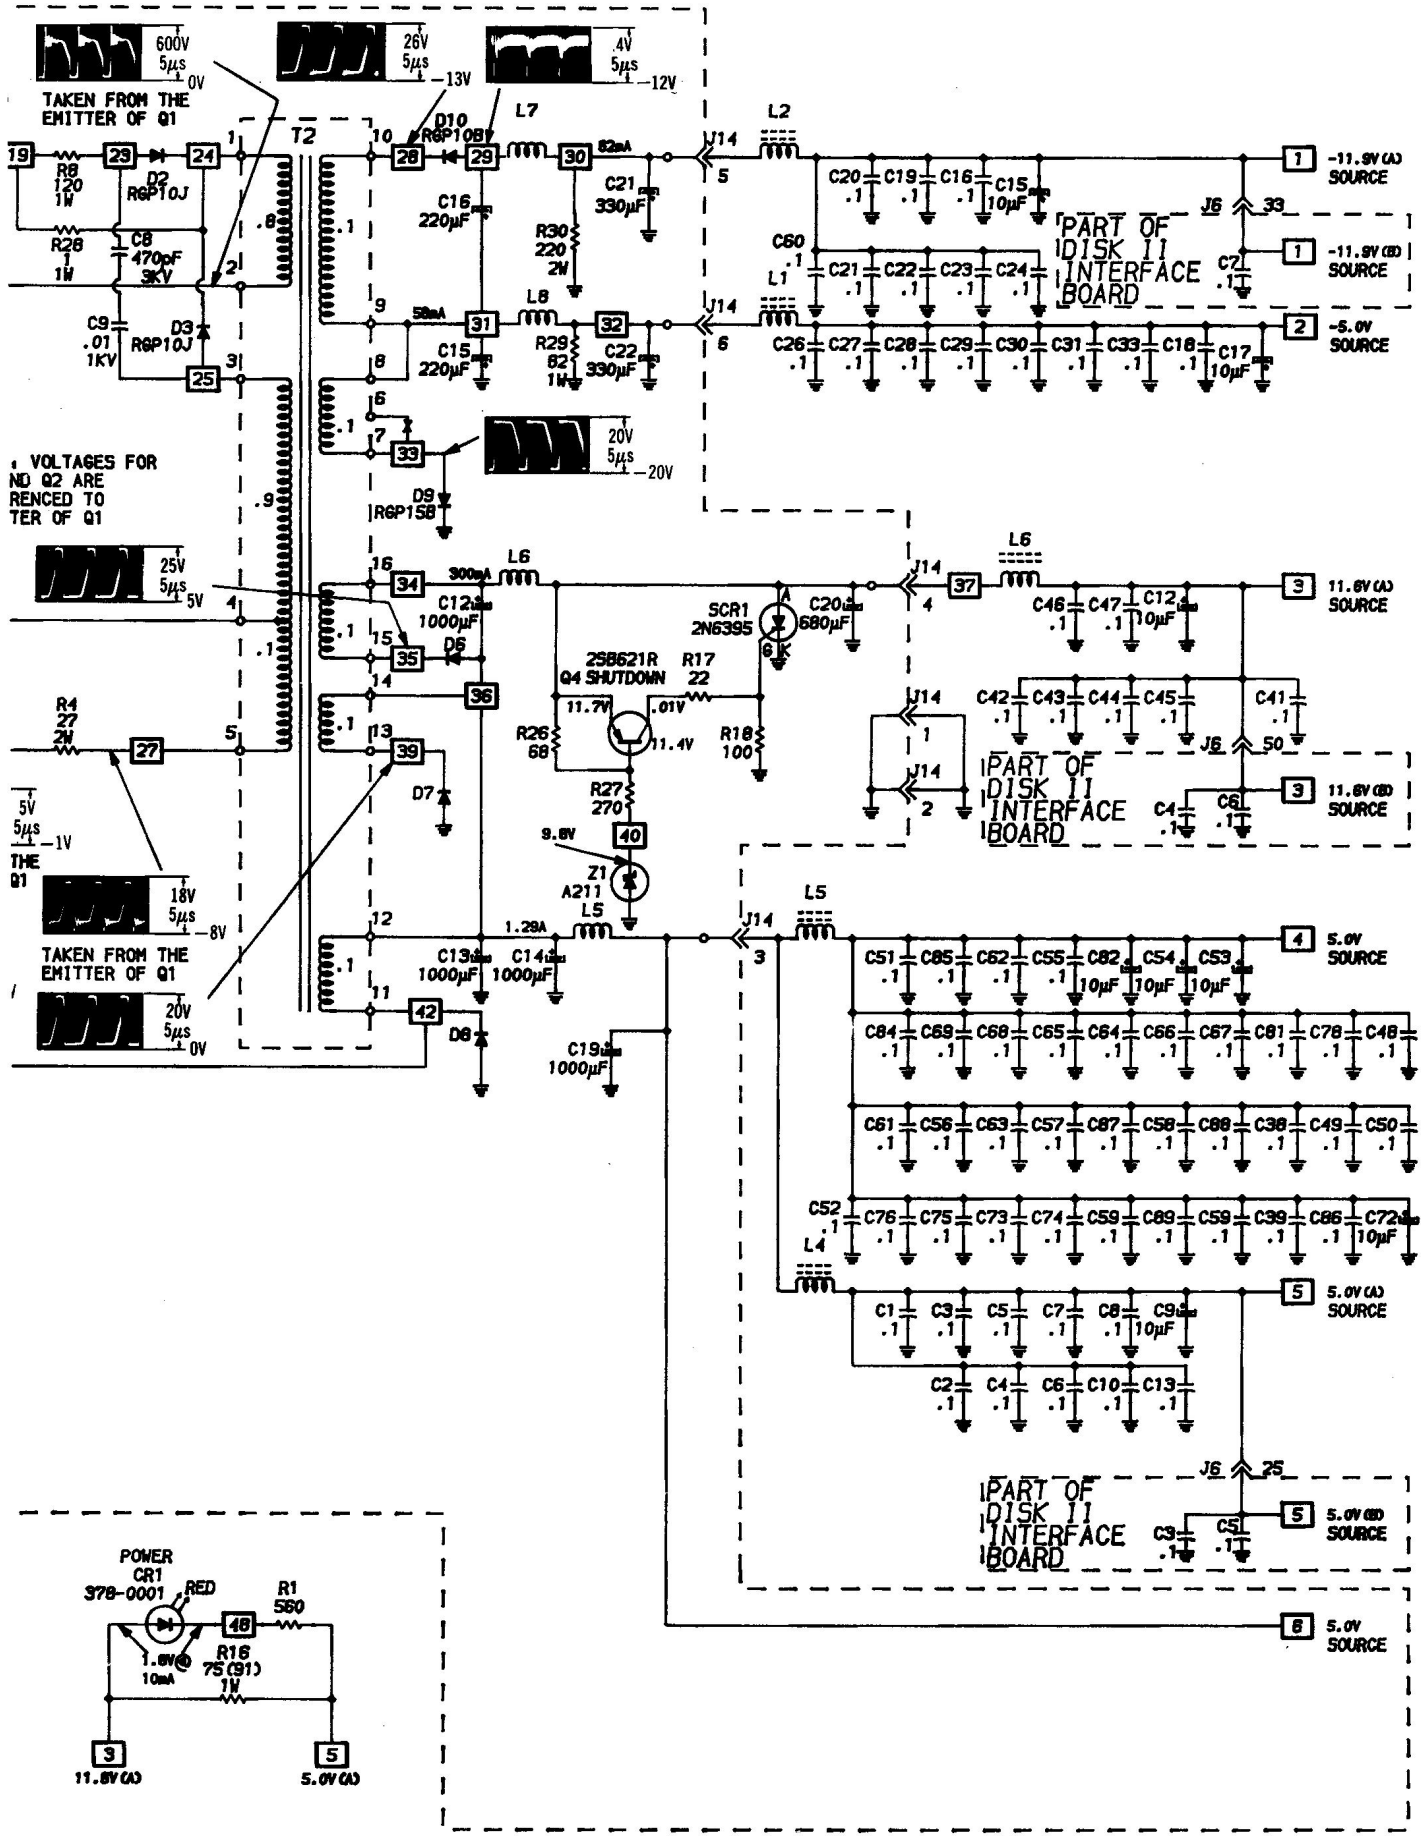 600V
5µs
0V
TAKEN FROM THE
EMITTER OF Q1
26V
5µs
-13V
.4V
5µs
-12V
1
T2
10
D10
RGP10B
L7
J14
L2
19
23
24
28
29
30
82mA
5
1
-11.9V(A)
SOURCE
R8
120
1W
D2
RGP10J
C16
220µF
C21
330µF
C20
.1
C19
.1
C16
.1
C15
10µF
J6
33
.8
.1
R28
1
1W
C8
470pF
3KV
R30
220
2W
PART OF
DISK II
INTERFACE
BOARD
1
-11.9V(B)
SOURCE
C60
.1
C21
.1
C22
.1
C23
.1
C24
.1
C7
.1
2
9
58mA
31
L8
32
J14
6
L1
2
-5.0V
SOURCE
C9
.01
1KV
D3
RGP10J
C15
220µF
R29
82
1W
C22
330µF
C26
.1
C27
.1
C28
.1
C29
.1
C30
.1
C31
.1
C33
.1
C18
.1
C17
10µF
3
25
8
6
.1
7
33
20V
5µs
-20V
VOLTAGES FOR
ND Q2 ARE
RENCED TO
TER OF Q1
.9
D9
RGP15B
25V
5µs
5V
16
34
300mA
L6
J14
4
37
L6
3
11.8V(A)
SOURCE
C12
1000µF
SCR1
2N6395
A
G
K
C20
680µF
C46
.1
C47
.1
C12
10µF
4
.1
15
35
D6
.1
2SB621R
Q4 SHUTDOWN
R17
22
14
36
11.7V
.01V
11.4V
J14
1
C42
.1
C43
.1
C44
.1
C45
.1
C41
.1
R4
27
2W
27
5
.1
13
39
R26
68
R18
100
J6
50
J14
2
PART OF
DISK II
INTERFACE
BOARD
3
11.8V(B)
SOURCE
C4
.1
C6
.1
D7
R27
270
5V
5µs
-1V
THE
Q1
9.8V
40
Z1
A211
18V
5µs
-8V
TAKEN FROM THE
EMITTER OF Q1
12
1.29A
L5
J14
3
L5
4
5.0V
SOURCE
C13
1000µF
C14
1000µF
C51
.1
C85
.1
C62
.1
C55
.1
C82
10µF
C54
10µF
C53
10µF
.1
11
42
20V
5µs
0V
D8
C19
1000µF
C84
.1
C69
.1
C68
.1
C65
.1
C64
.1
C66
.1
C67
.1
C81
.1
C78
.1
C48
.1
C61
.1
C56
.1
C63
.1
C57
.1
C87
.1
C58
.1
C88
.1
C38
.1
C49
.1
C50
.1
C52
.1
C76
.1
C75
.1
C73
.1
C74
.1
C59
.1
C89
.1
C59
.1
C39
.1
C86
.1
C72
10µF
L4
5
5.0V(A)
SOURCE
C1
.1
C3
.1
C5
.1
C7
.1
C8
.1
C9
10µF
C2
.1
C4
.1
C6
.1
C10
.1
C13
.1
J6
25
PART OF
DISK II
INTERFACE
BOARD
5
5.0V(B)
SOURCE
C3
.1
C5
.1
POWER
CR1
378-0001
RED
R1
560
48
6
5.0V
SOURCE
1.6V@
10mA
R16
75(91)
1W
3
11.8V(A)
5
5.0V(A)